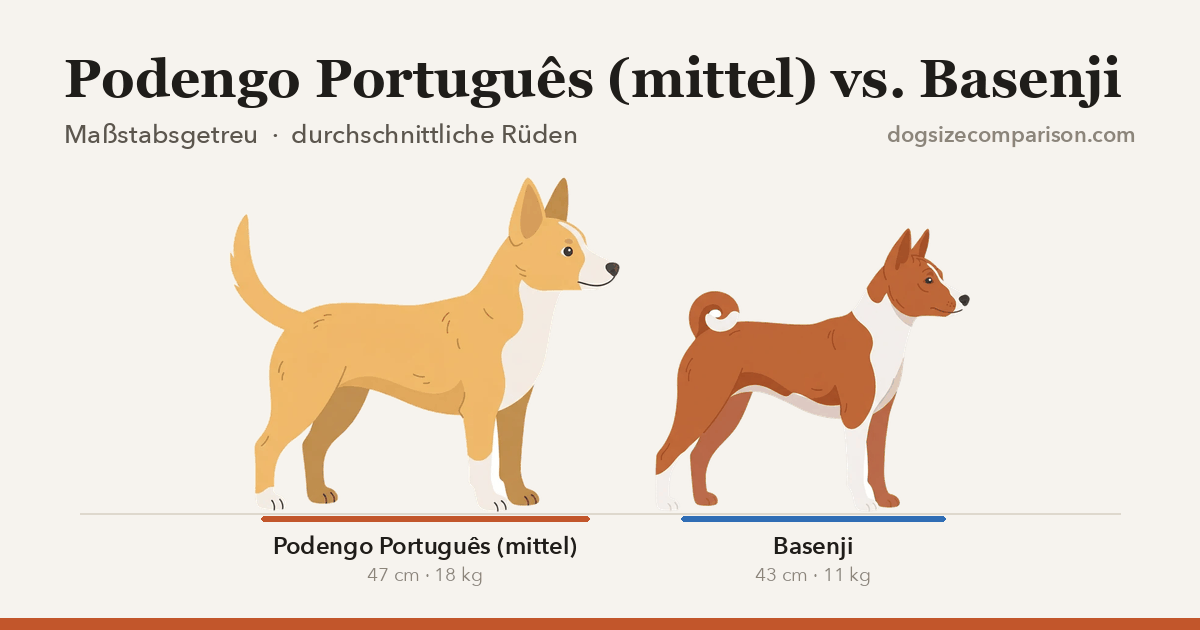 Podengo Português (mittel) vs. Basenji
Maßstabsgetreu · durchschnittliche Rüden
dogsizecomparison.com
Podengo Português (mittel)
47 cm · 18 kg
Basenji
43 cm · 11 kg